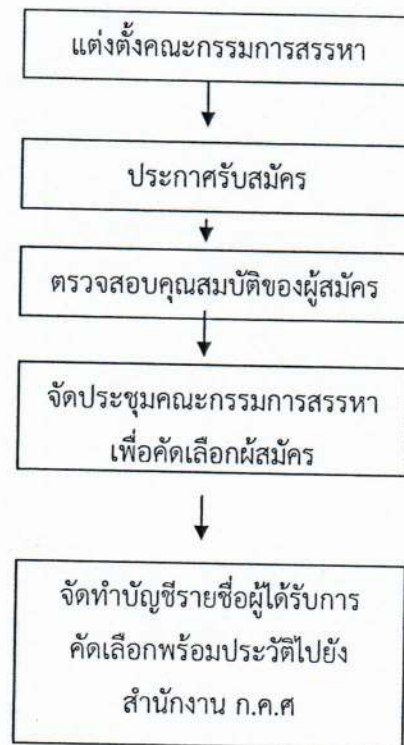 แต่งตั้งคณะกรรมการสรรหา
ประกาศรับสมัคร
ตรวจสอบคุณสมบัติของผู้สมัคร
จัดประชุมคณะกรรมการสรรหา
เพื่อคัดเลือกผ้สมัคร
จัดทำบัญชีรายชื่อผู้ได้รับการ
คัดเลือกพร้อมประวัติไปยัง
สำนักงาน ก.ค.ศ